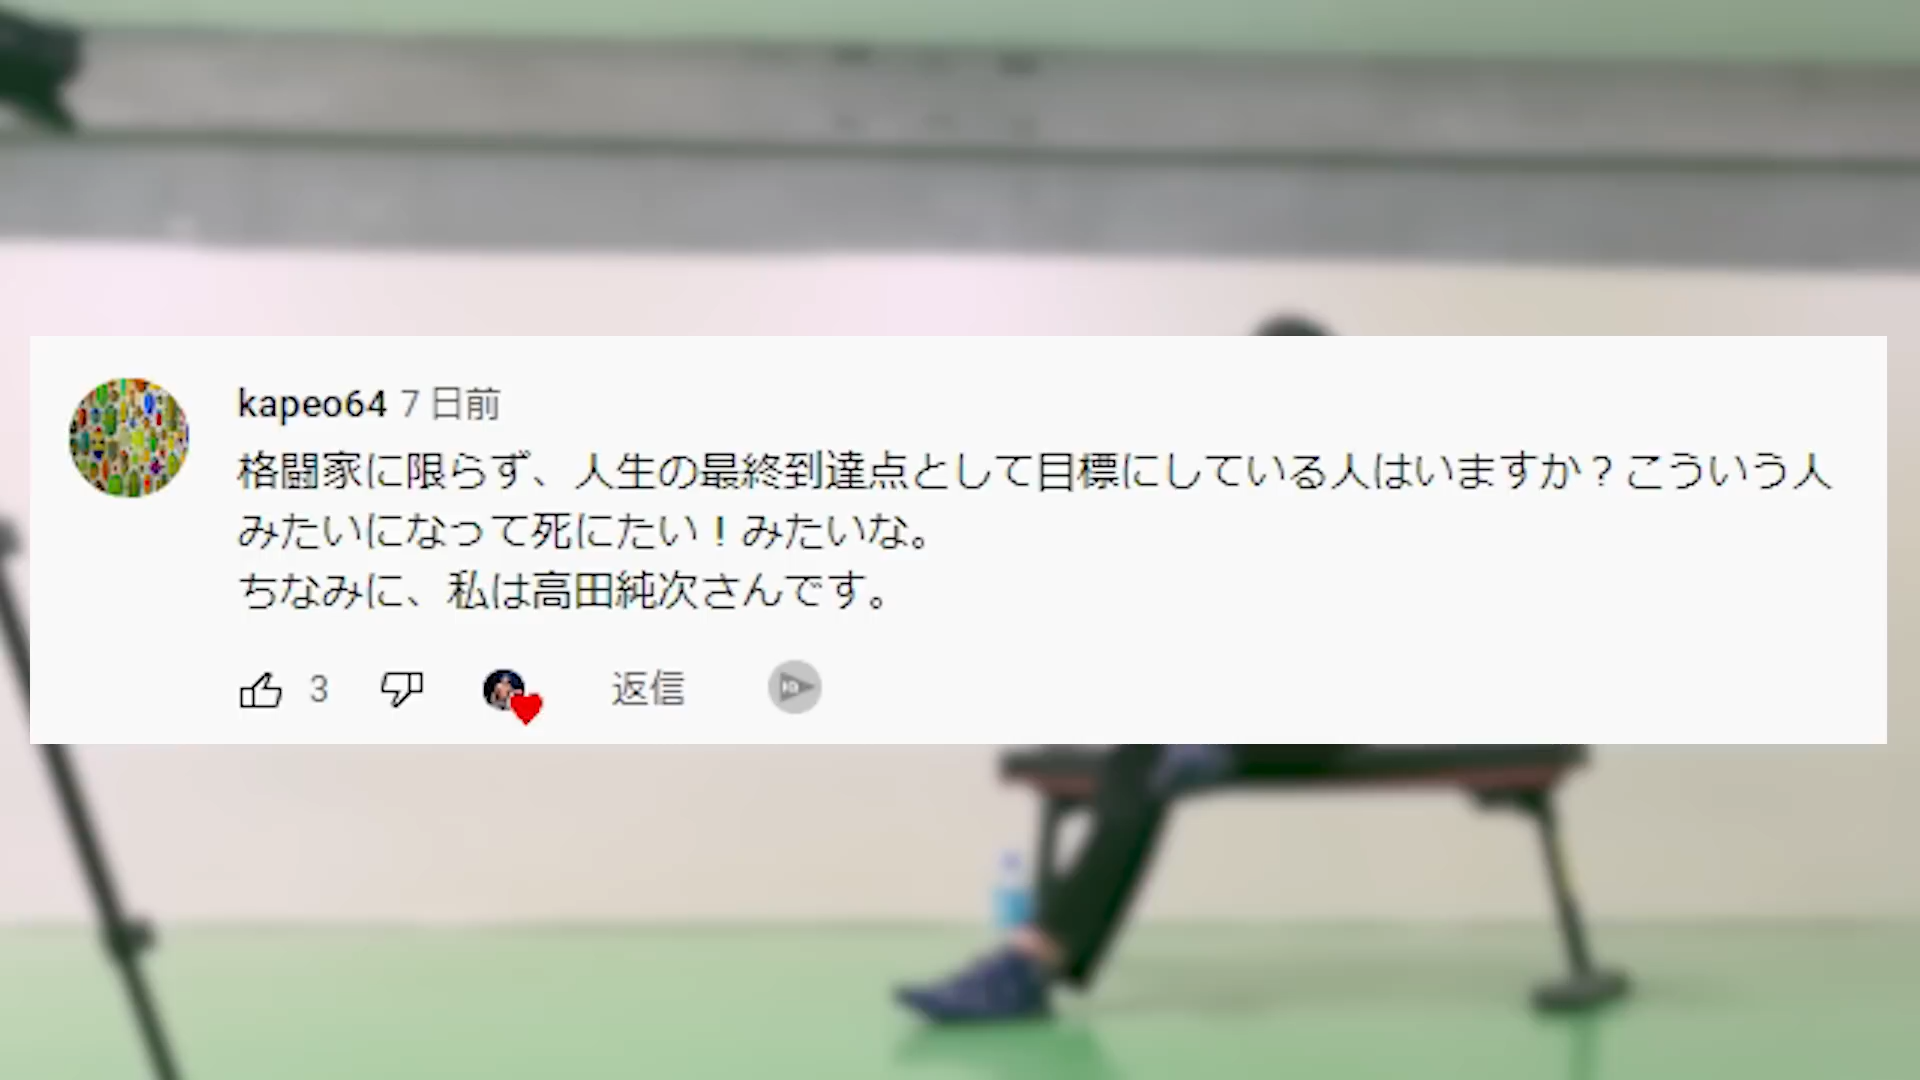 kapeo64 7 日前
格闘家に限らず、人生の最終到達点として目標にしている人はいますか？こういう人
みたいになって死にたい！みたいな。
ちなみに、私は高田純次さんです。
3 返信